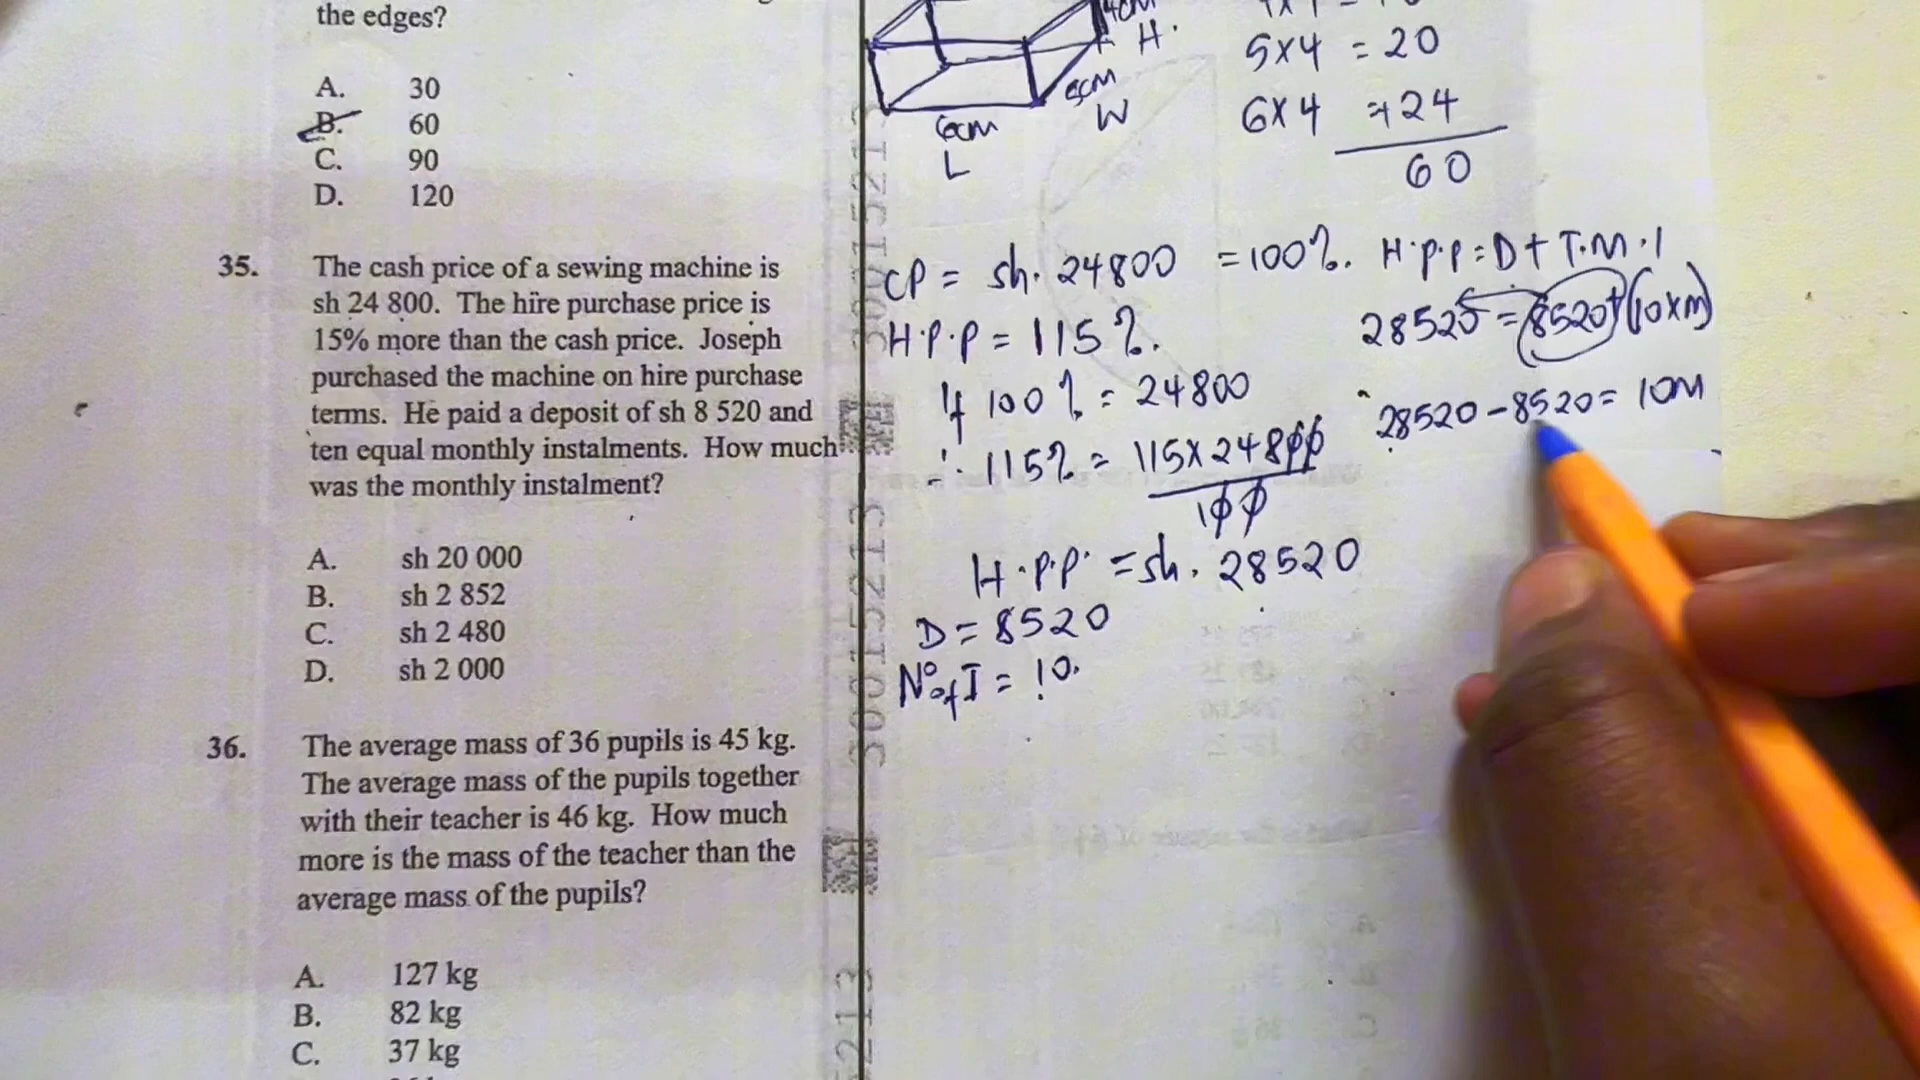 the edges?
A. 30
B. 60
C. 90
D. 120
35. The cash price of a sewing machine is
sh 24 800. The hire purchase price is
15% more than the cash price. Joseph
purchased the machine on hire purchase
terms. He paid a deposit of sh 8 520 and
ten equal monthly instalments. How much
was the monthly instalment?
A. sh 20 000
B. sh 2 852
C. sh 2 480
D. sh 2 000
36. The average mass of 36 pupils is 45 kg.
The average mass of the pupils together
with their teacher is 46 kg. How much
more is the mass of the teacher than the
average mass of the pupils?
A. 127 kg
B. 82 kg
C. 37 kg
H.
5cm
W
6cm
L
5x4 = 20
6x4 = +24
60
CP = sh. 24800 = 100%.
H.P.P = 115%.
If 100% = 24800
∴ 115% = 115x24800
100
H.P.P. = sh. 28520
D = 8520
No of I = 10.
H.P.P = D + T.M.I
28520 = 8520 + (10xm)
28520 - 8520 = 10M